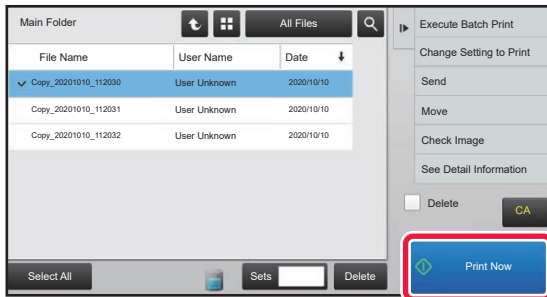 Main Folder
All Files
File Name
User Name
Date
Copy_20201010_112030
User Unknown
2020/10/10
Copy_20201010_112031
User Unknown
2020/10/10
Copy_20201010_112032
User Unknown
2020/10/10
Select All
Sets
Delete
Execute Batch Print
Change Setting to Print
Send
Move
Check Image
See Detail Information
Delete
CA
Print Now